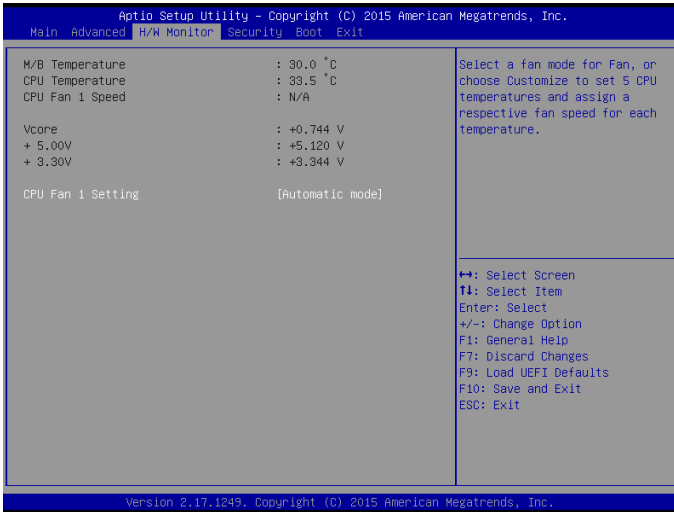 Aptio Setup Utility – Copyright (C) 2015 American Megatrends, Inc.
Main Advanced H/W Monitor Security Boot Exit
M/B Temperature : 30.0 °C
CPU Temperature : 33.5 °C
CPU Fan 1 Speed : N/A
Vcore : +0.744 V
+ 5.00V : +5.120 V
+ 3.30V : +3.344 V
CPU Fan 1 Setting [Automatic mode]
Select a fan mode for Fan, or
choose Customize to set 5 CPU
temperatures and assign a
respective fan speed for each
temperature.
↔: Select Screen
↑↓: Select Item
Enter: Select
+/-: Change Option
F1: General Help
F7: Discard Changes
F9: Load UEFI Defaults
F10: Save and Exit
ESC: Exit
Version 2.17.1249. Copyright (C) 2015 American Megatrends, Inc.